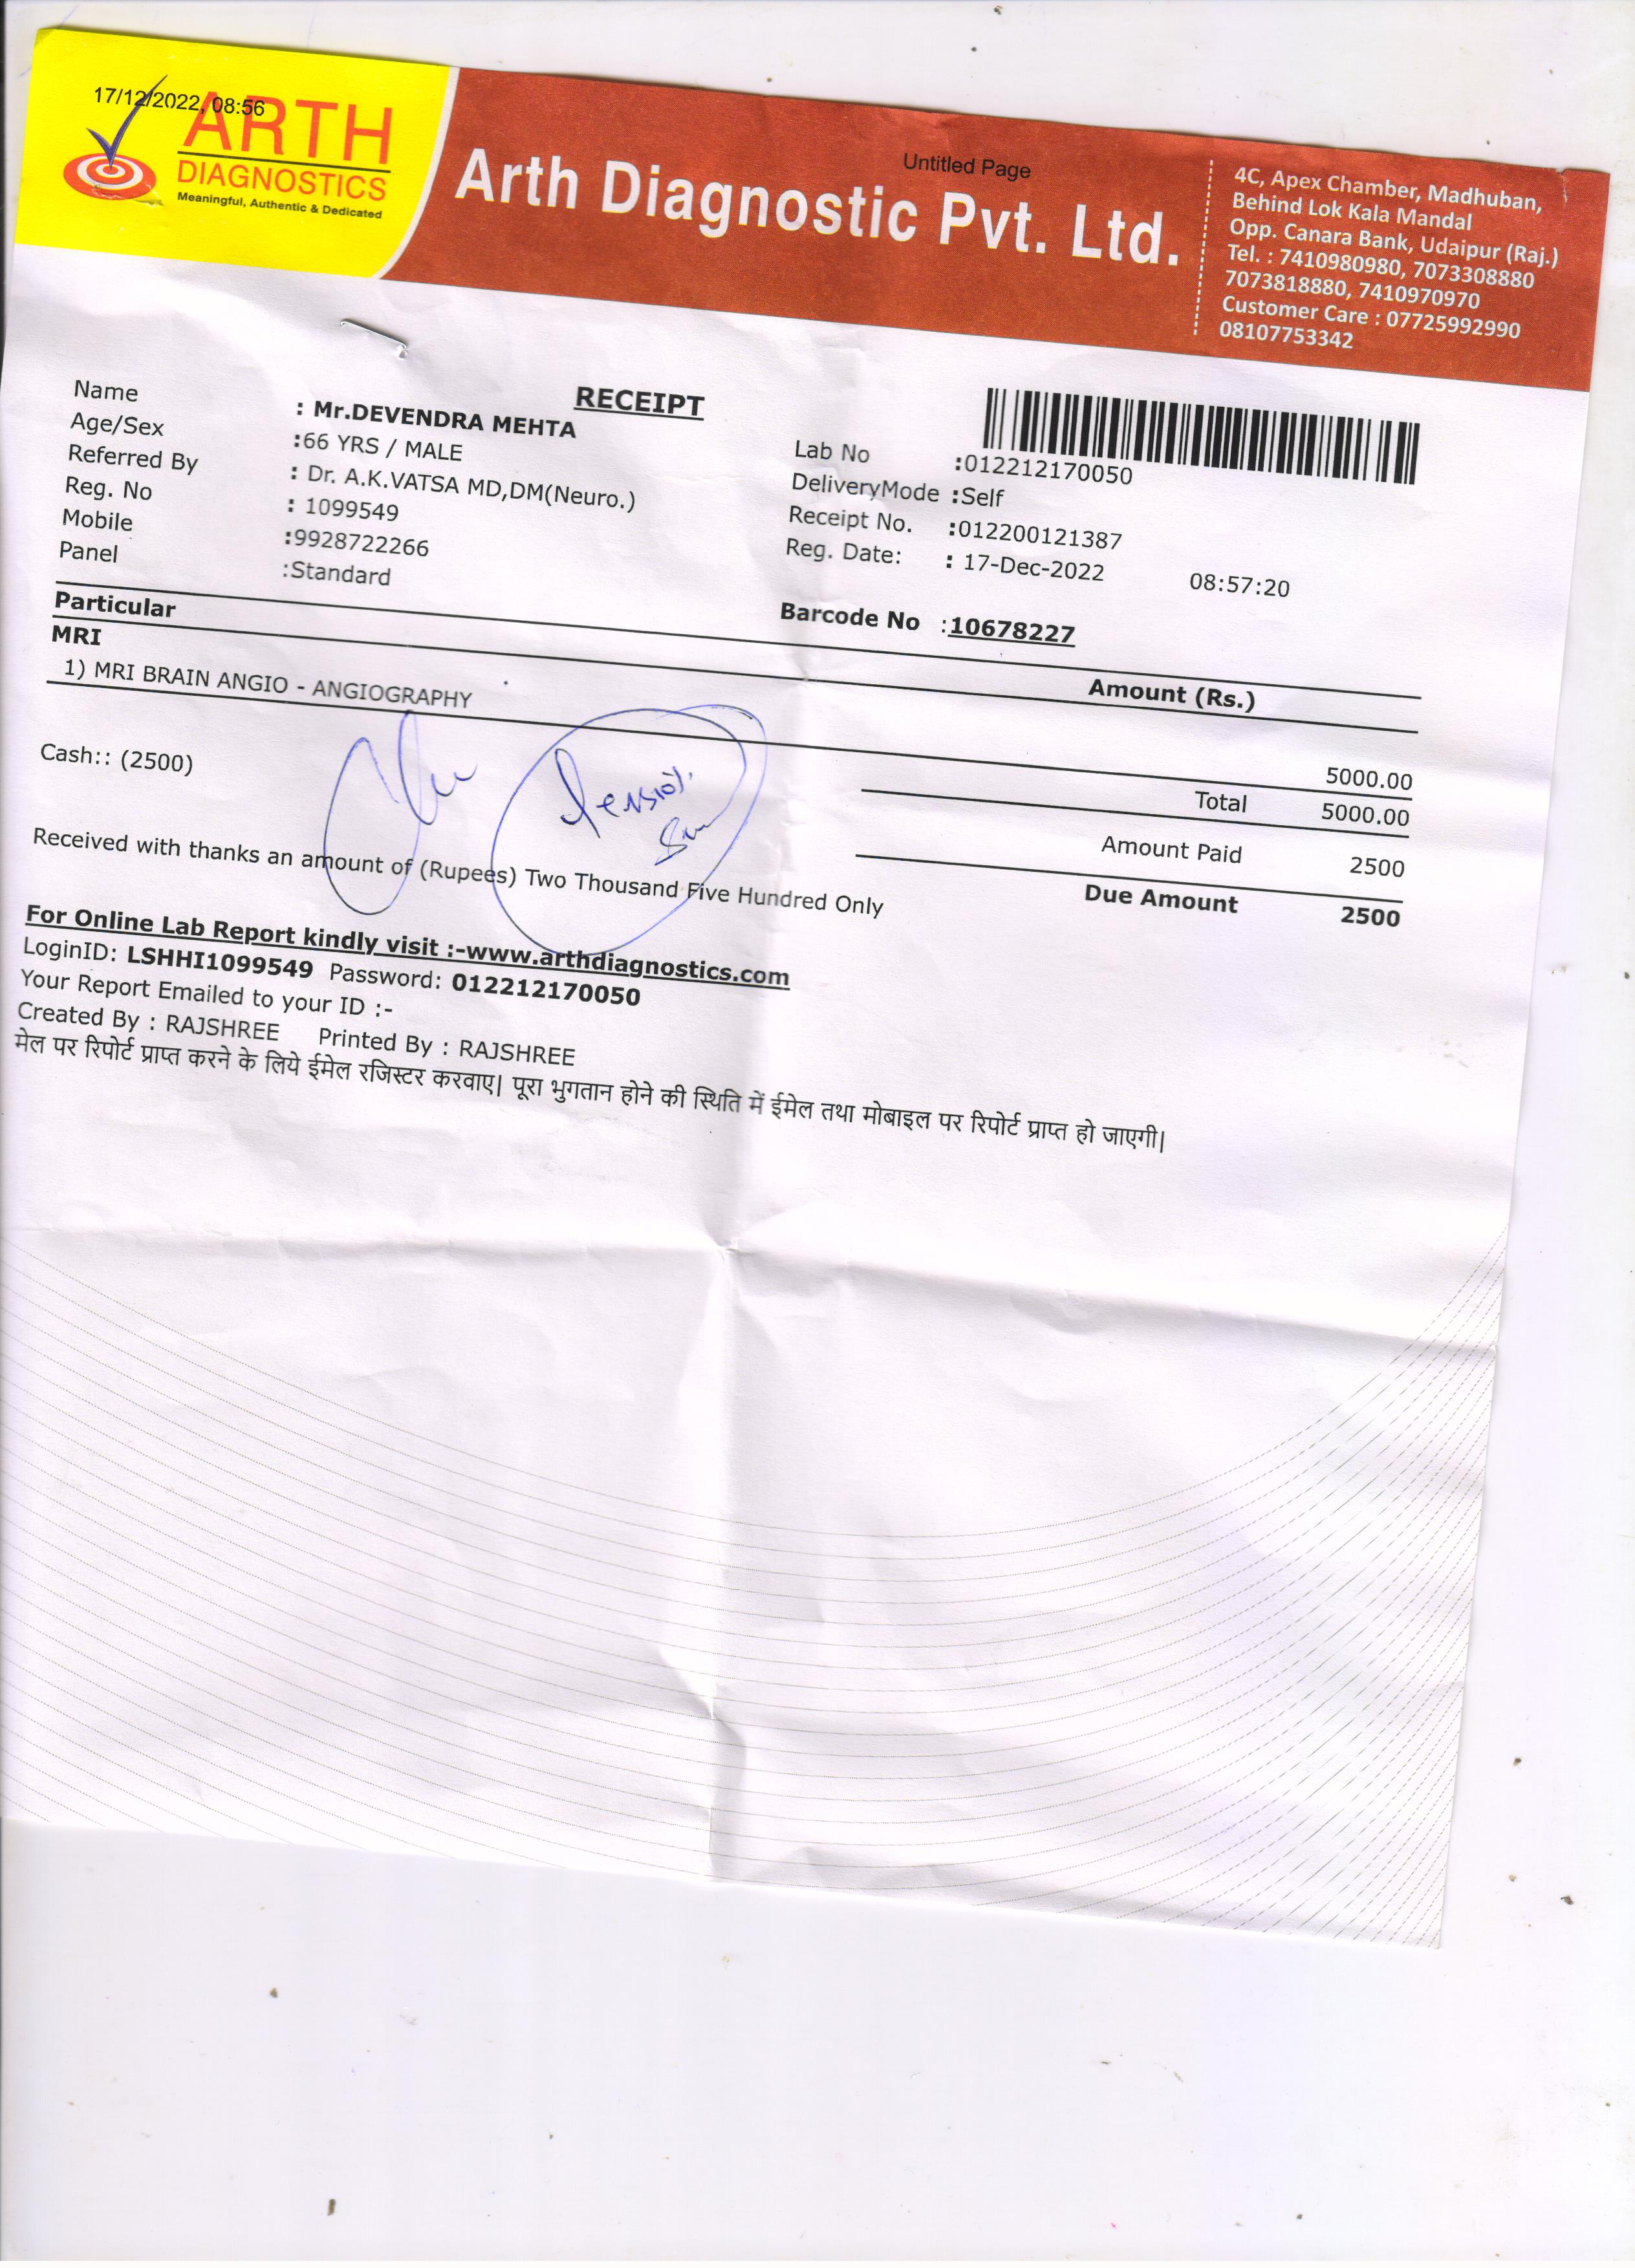 17/12/2022, 08:56
Untitled Page
ARTH
DIAGNOSTICS
Meaningful, Authentic & Dedicated
Arth Diagnostic Pvt. Ltd.
4C, Apex Chamber, Madhuban,
Behind Lok Kala Mandal
Opp. Canara Bank, Udaipur (Raj.)
Tel. : 7410980980, 7073308880
7073818880, 7410970970
Customer Care : 07725992990
08107753342
RECEIPT
Name : Mr.DEVENDRA MEHTA
Age/Sex :66 YRS / MALE
Referred By : Dr. A.K.VATSA MD,DM(Neuro.)
Reg. No : 1099549
Mobile :9928722266
Panel :Standard
Lab No :012212170050
DeliveryMode :Self
Receipt No. :012200121387
Reg. Date: : 17-Dec-2022 08:57:20
Barcode No :10678227
Particular Amount (Rs.)
MRI
1) MRI BRAIN ANGIO - ANGIOGRAPHY 5000.00
Total 5000.00
Cash:: (2500)
Amount Paid 2500
Due Amount 2500
Received with thanks an amount of (Rupees) Two Thousand Five Hundred Only
For Online Lab Report kindly visit :-www.arthdiagnostics.com
LoginID: LSHHI1099549 Password: 012212170050
Your Report Emailed to your ID :-
Created By : RAJSHREE Printed By : RAJSHREE
मेल पर रिपोर्ट प्राप्त करने के लिये ईमेल रजिस्टर करवाए| पूरा भुगतान होने की स्थिति में ईमेल तथा मोबाइल पर रिपोर्ट प्राप्त हो जाएगी|